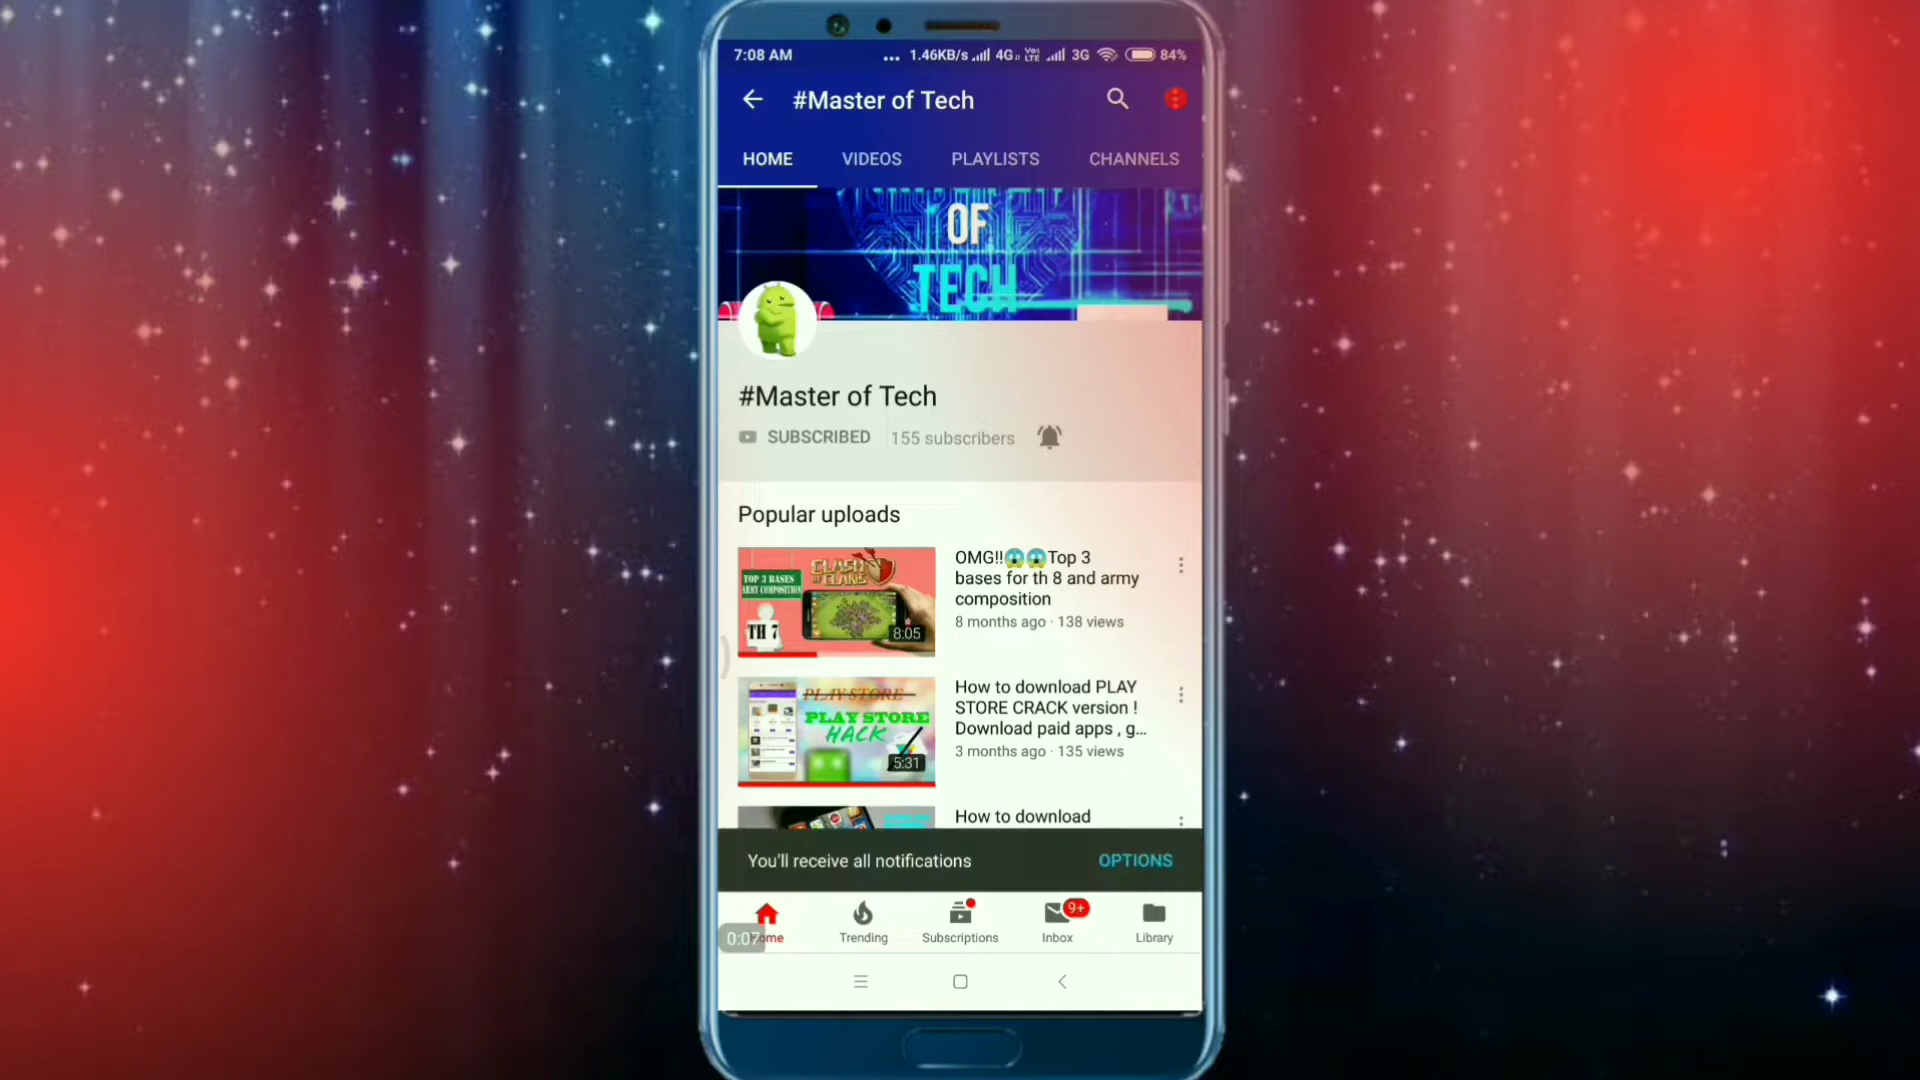 7:08 AM ... 1.46KB/s 4G VoLTE 3G 84%
#Master of Tech
HOME VIDEOS PLAYLISTS CHANNELS
OF
TECH
#Master of Tech
SUBSCRIBED 155 subscribers
Popular uploads
TOP 3 BASES
ARMY COMPOSITION
CLASH OF CLANS
TH 7
8:05
OMG!!😱😱Top 3
bases for th 8 and army
composition
8 months ago · 138 views
PLAY STORE
PLAY STORE
HACK
5:31
How to download PLAY
STORE CRACK version !
Download paid apps , g...
3 months ago · 135 views
How to download
You'll receive all notifications OPTIONS
9+
Home Trending Subscriptions Inbox Library
0:07